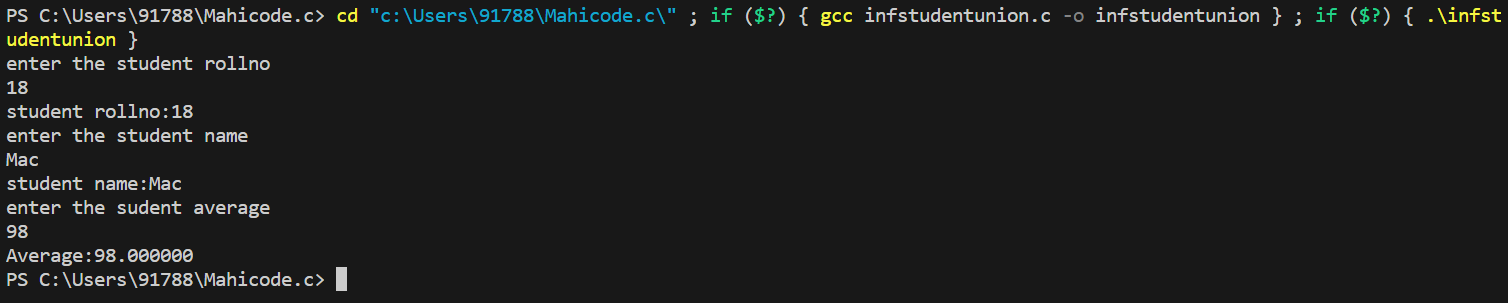 PS C:\Users\91788\Mahicode.c> cd "c:\Users\91788\Mahicode.c\" ; if ($?) { gcc infstudentunion.c -o infstudentunion } ; if ($?) { .\infst
udentunion }
enter the student rollno
18
student rollno:18
enter the student name
Mac
student name:Mac
enter the sudent average
98
Average:98.000000
PS C:\Users\91788\Mahicode.c>